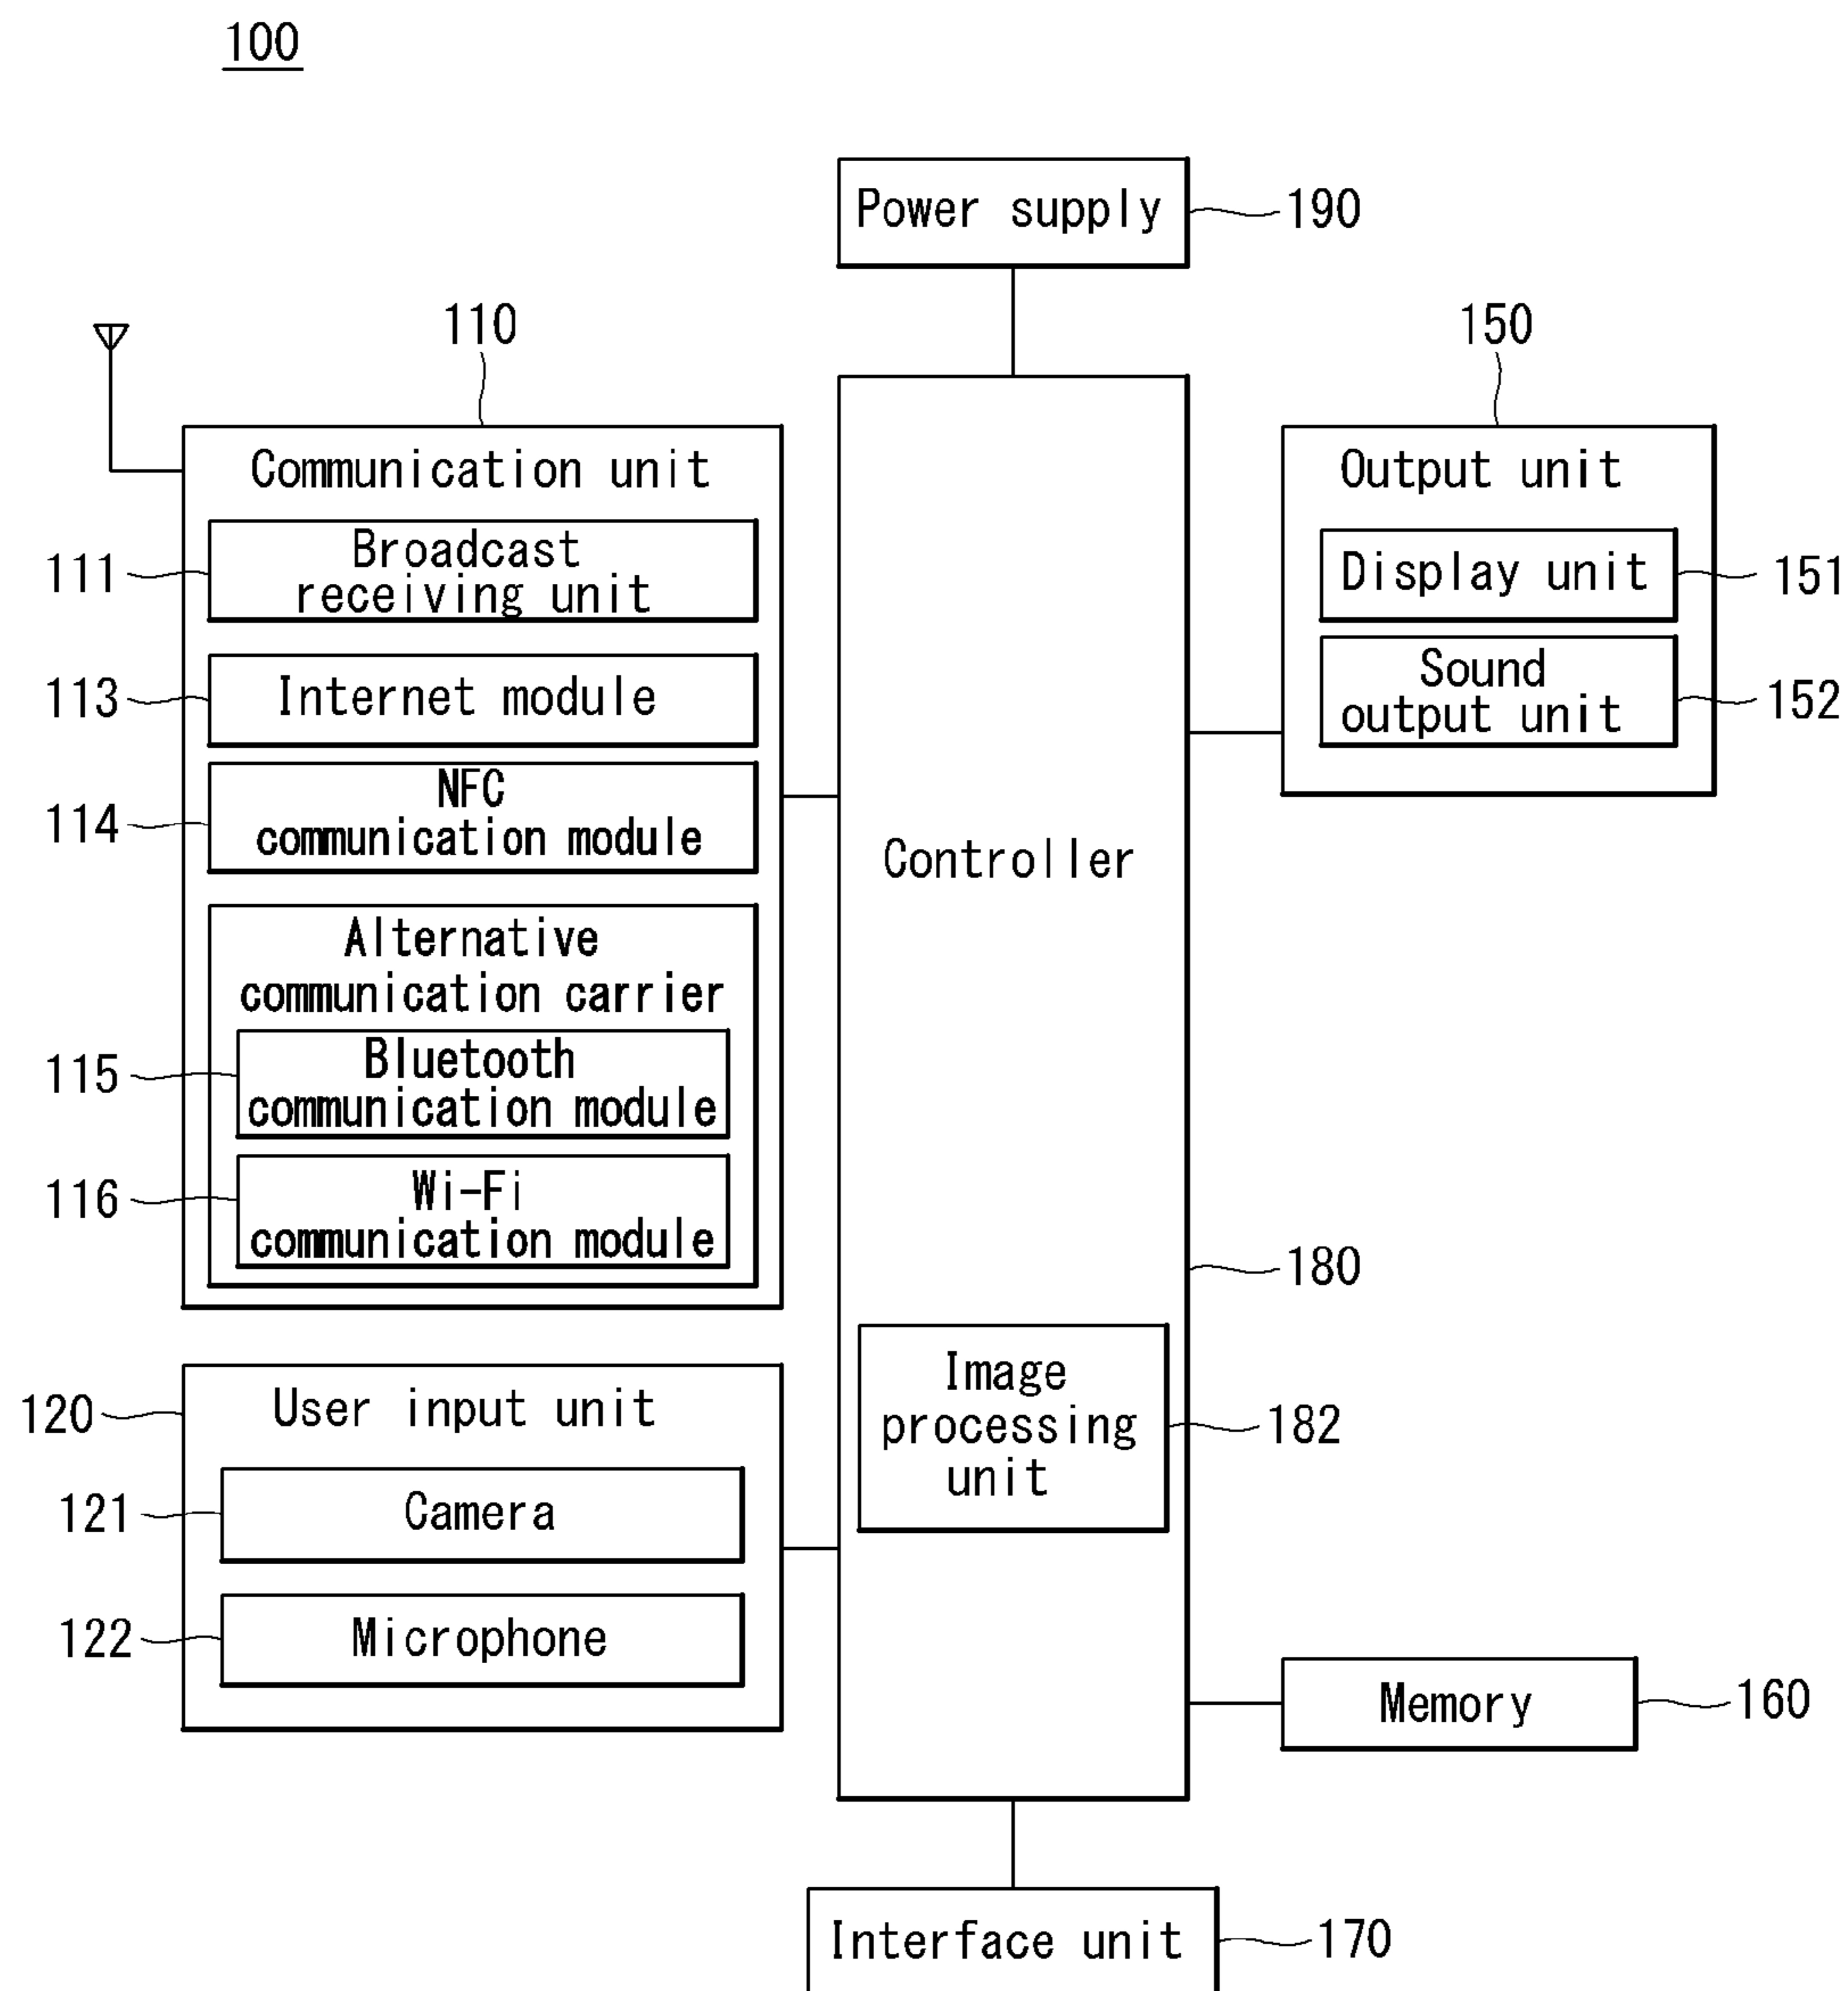 100
Power supply
190
110
150
Communication unit
Output unit
111
Broadcast
receiving unit
Display unit
151
113
Internet module
Sound
output unit
152
114
NFC
communication module
Controller
Alternative
communication carrier
115
Bluetooth
communication module
116
Wi-Fi
communication module
180
120
User input unit
Image
processing
unit
182
121
Camera
122
Microphone
Memory
160
Interface unit
170